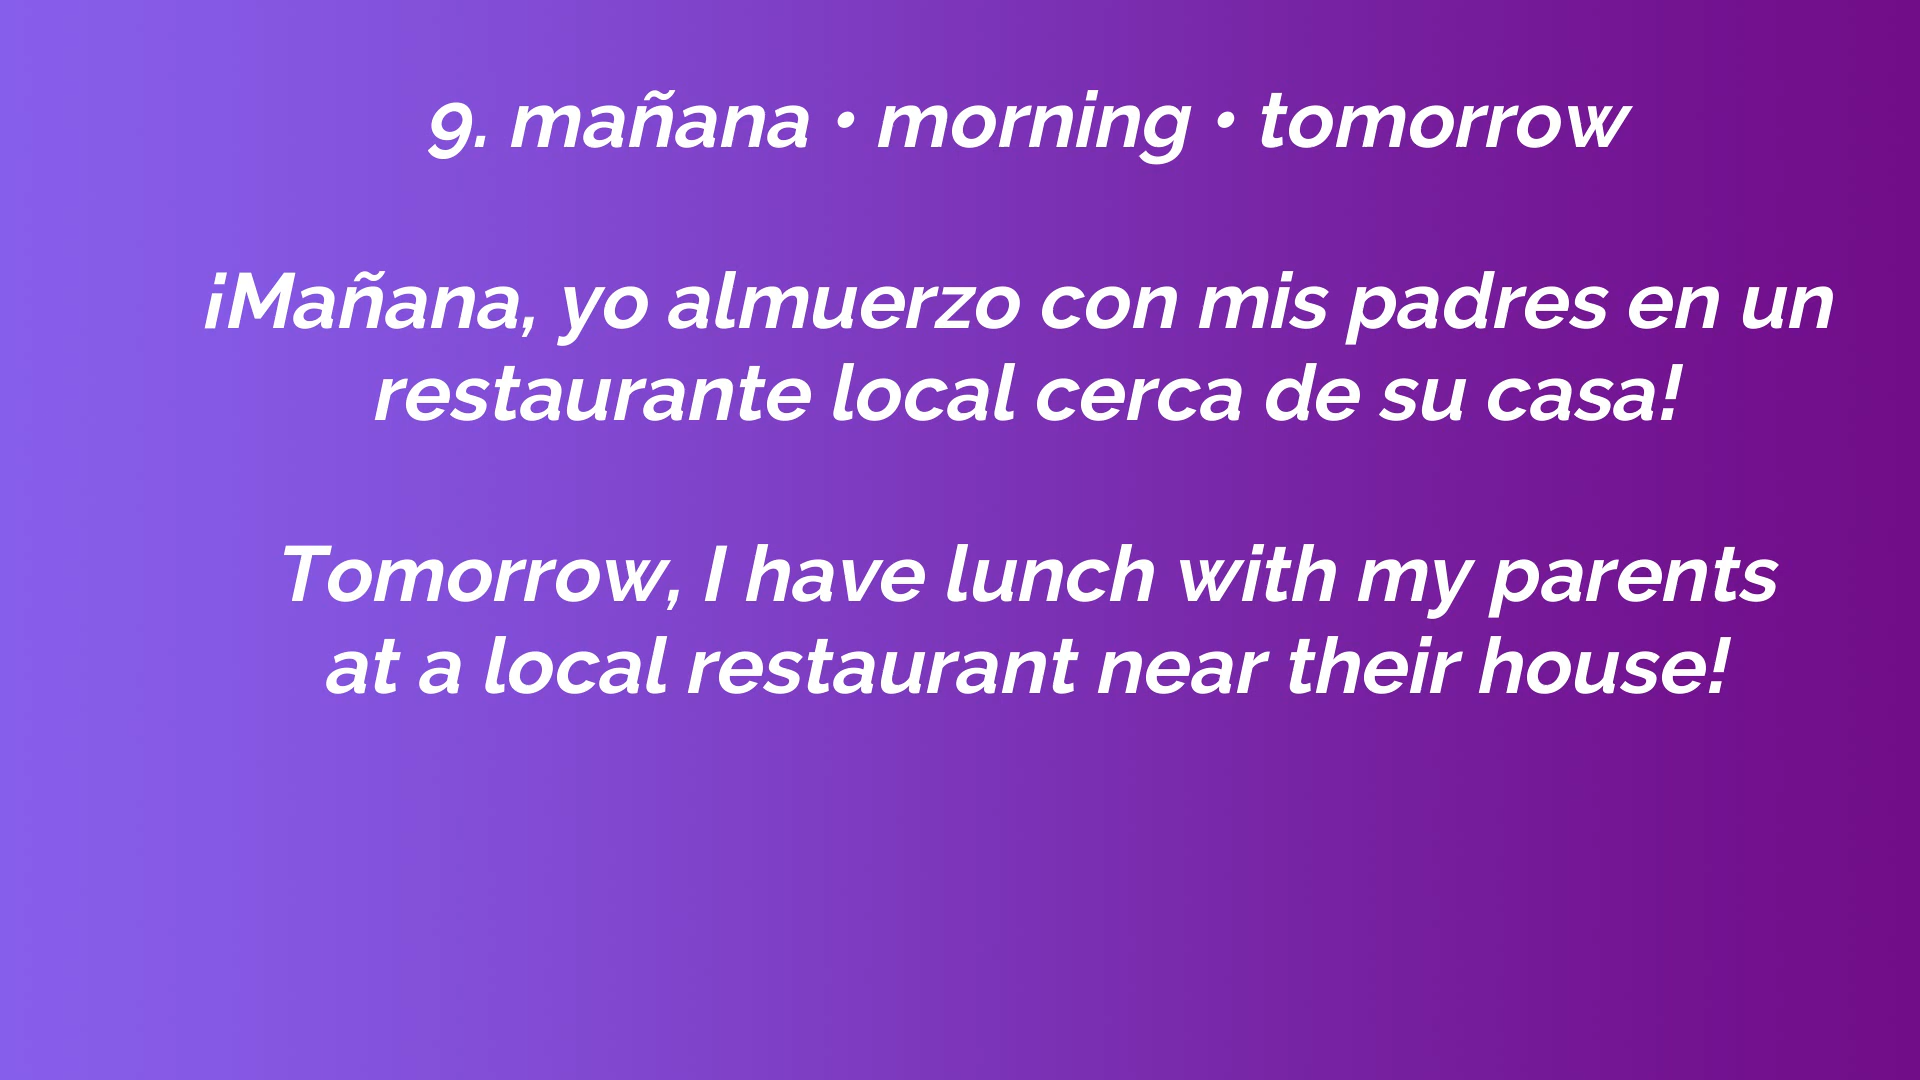 9. mañana • morning • tomorrow
¡Mañana, yo almuerzo con mis padres en un
restaurante local cerca de su casa!
Tomorrow, I have lunch with my parents
at a local restaurant near their house!